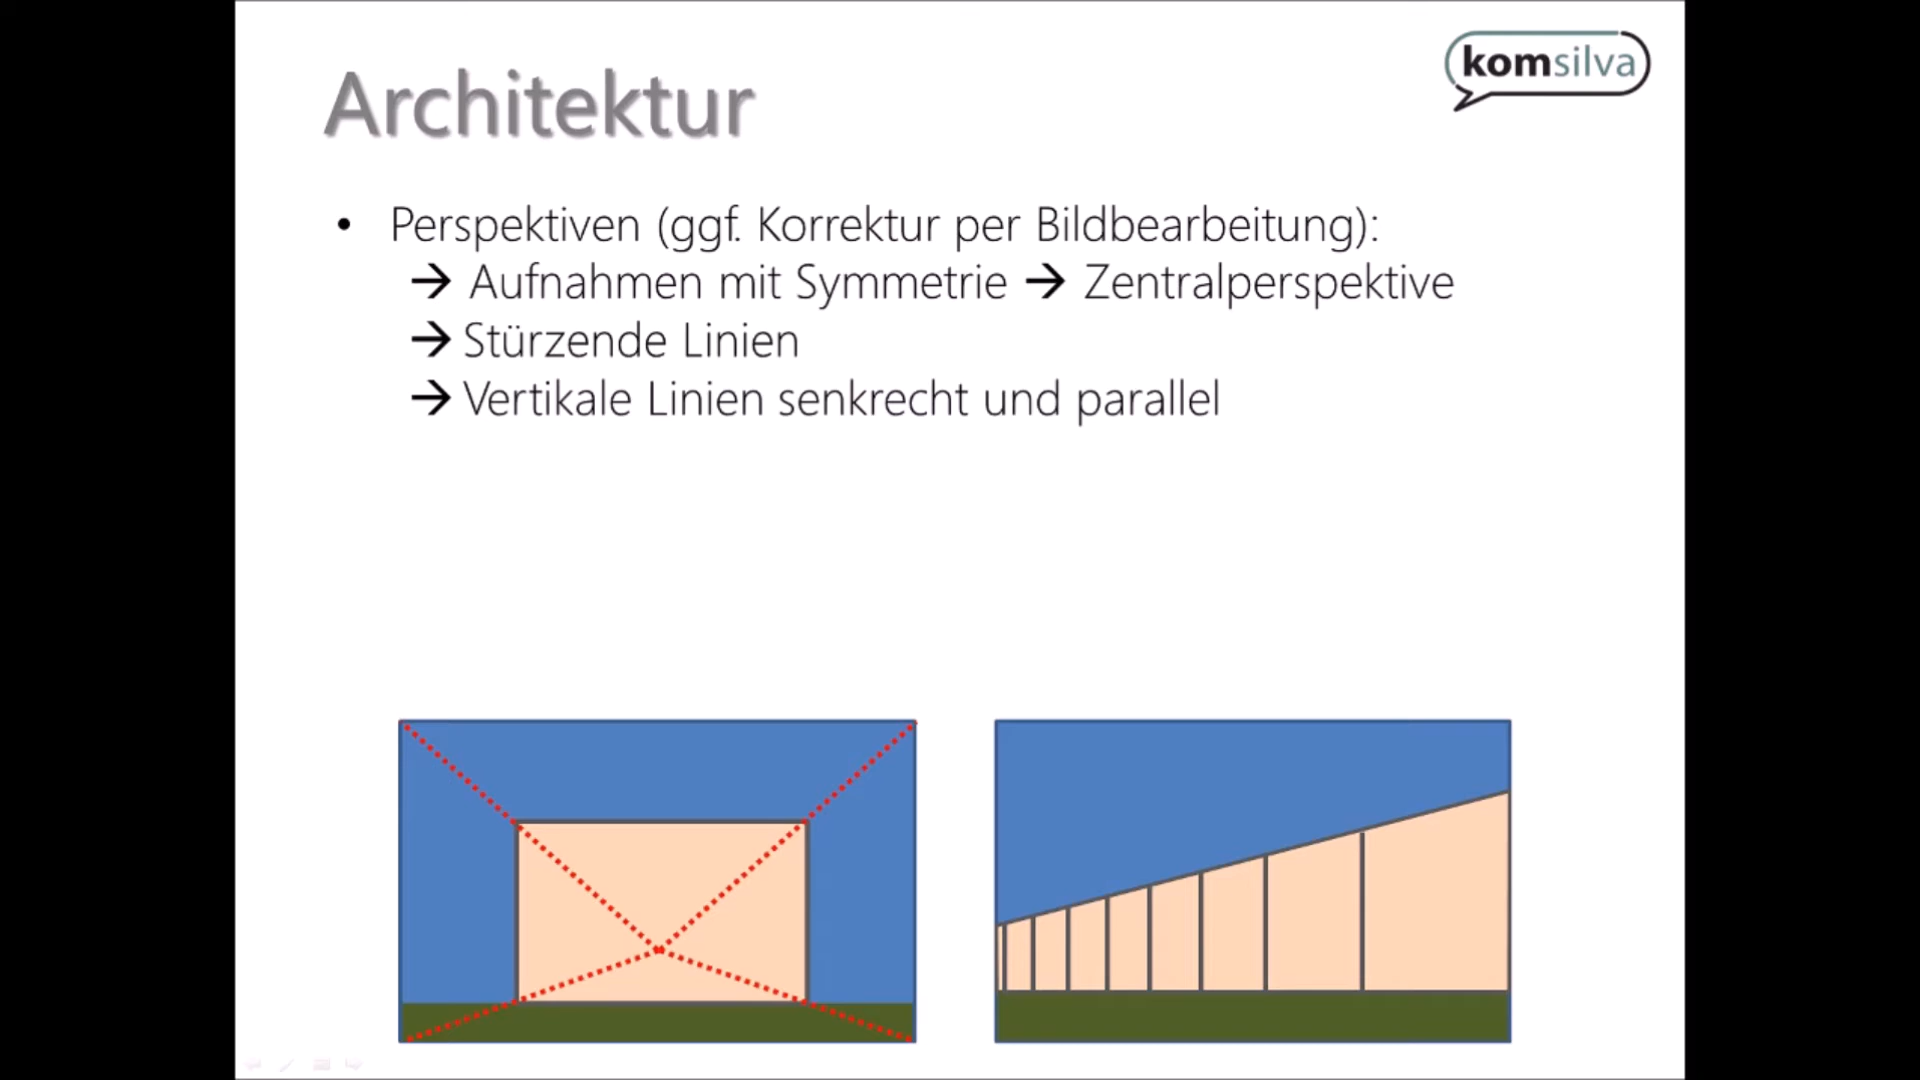 komsilva
Architektur
• Perspektiven (ggf. Korrektur per Bildbearbeitung):
→ Aufnahmen mit Symmetrie → Zentralperspektive
→ Stürzende Linien
→ Vertikale Linien senkrecht und parallel